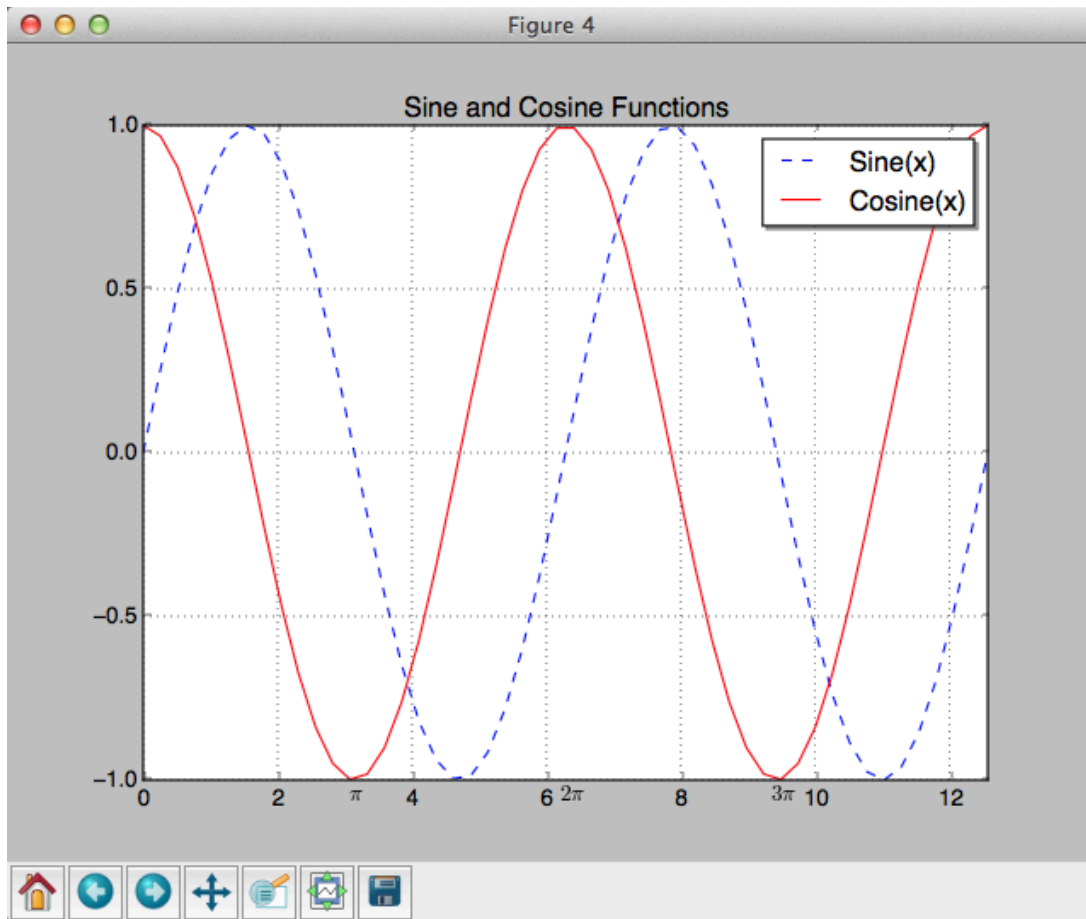 Figure 4
Sine and Cosine Functions
Sine(x)
Cosine(x)
1.0
0.5
0.0
−0.5
−1.0
0 2 π 4 6 2π 8 3π 10 12